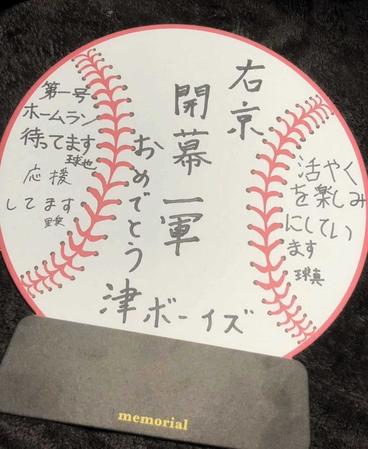 右京
開幕一軍
おめでとう
津ボーイズ
第一号
ホームラン
待ってます
球也
応援
してます
活やく
を楽しみ
にしてい
ます
球真
memorial